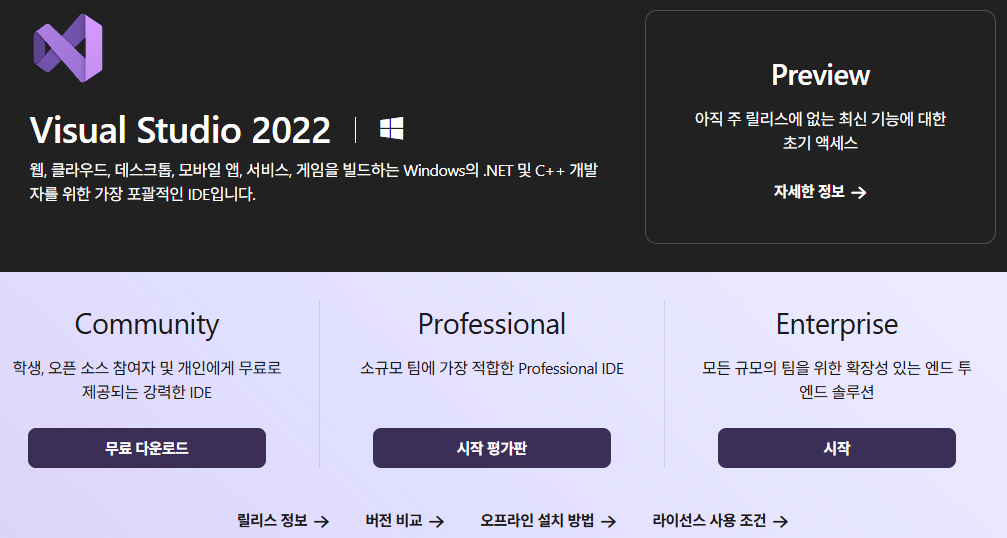 Visual Studio 2022
웹, 클라우드, 데스크톱, 모바일 앱, 서비스, 게임을 빌드하는 Windows의 .NET 및 C++ 개발
자를 위한 가장 포괄적인 IDE입니다.
Preview
아직 주 릴리스에 없는 최신 기능에 대한
초기 액세스
자세한 정보 →
Community
학생, 오픈 소스 참여자 및 개인에게 무료로
제공되는 강력한 IDE
무료 다운로드
Professional
소규모 팀에 가장 적합한 Professional IDE
시작 평가판
Enterprise
모든 규모의 팀을 위한 확장성 있는 엔드 투
엔드 솔루션
시작
릴리스 정보 → 버전 비교 → 오프라인 설치 방법 → 라이선스 사용 조건 →